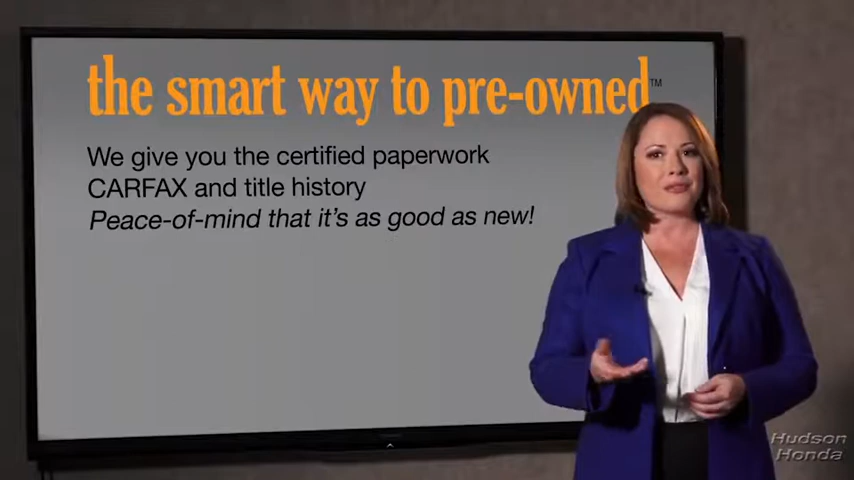 the smart way to pre-owned™
We give you the certified paperwork
CARFAX and title history
Peace-of-mind that it's as good as new!
Hudson
Honda